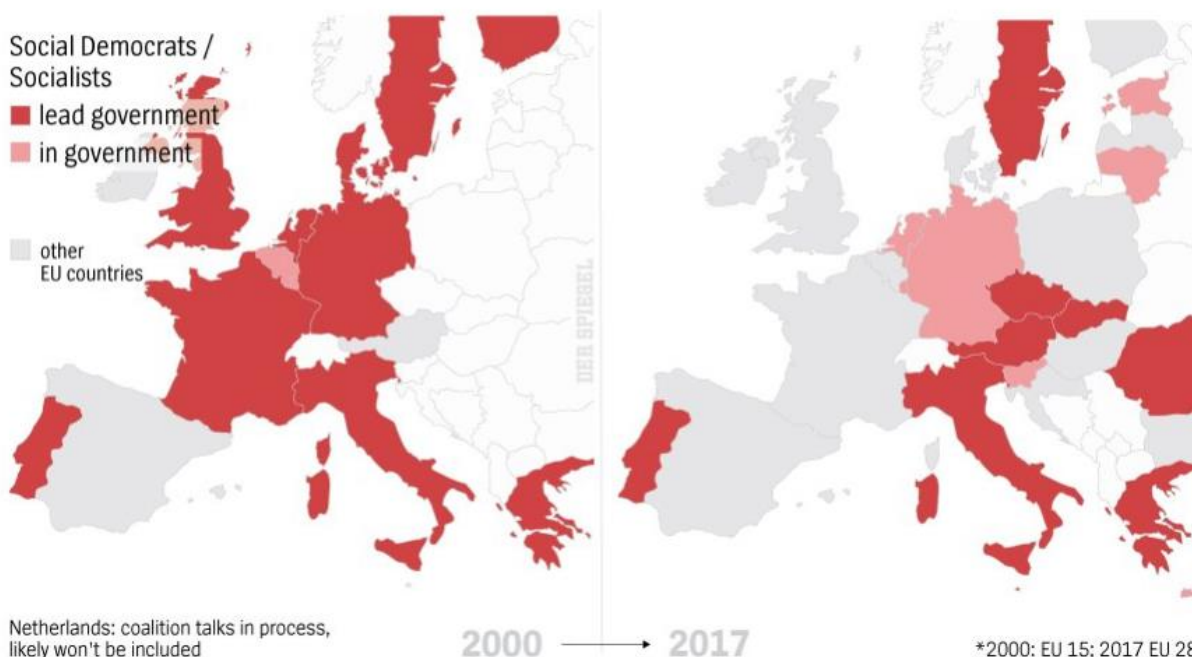 Social Democrats /
Socialists
lead government
in government
other
EU countries
DER SPIEGEL
Netherlands: coalition talks in process,
likely won't be included
2000
2017
*2000: EU 15; 2017 EU 28